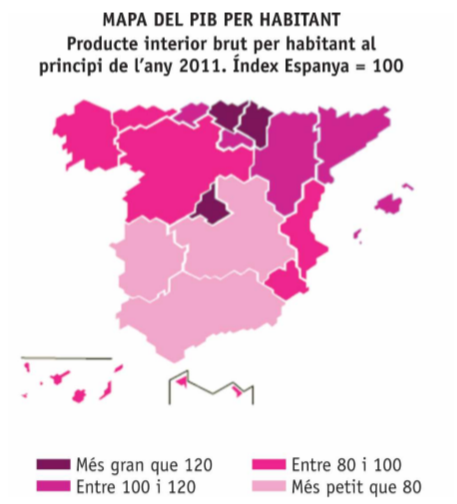 MAPA DEL PIB PER HABITANT
Producte interior brut per habitant al
principi de l'any 2011. Índex Espanya = 100
Més gran que 120
Entre 100 i 120
Entre 80 i 100
Més petit que 80